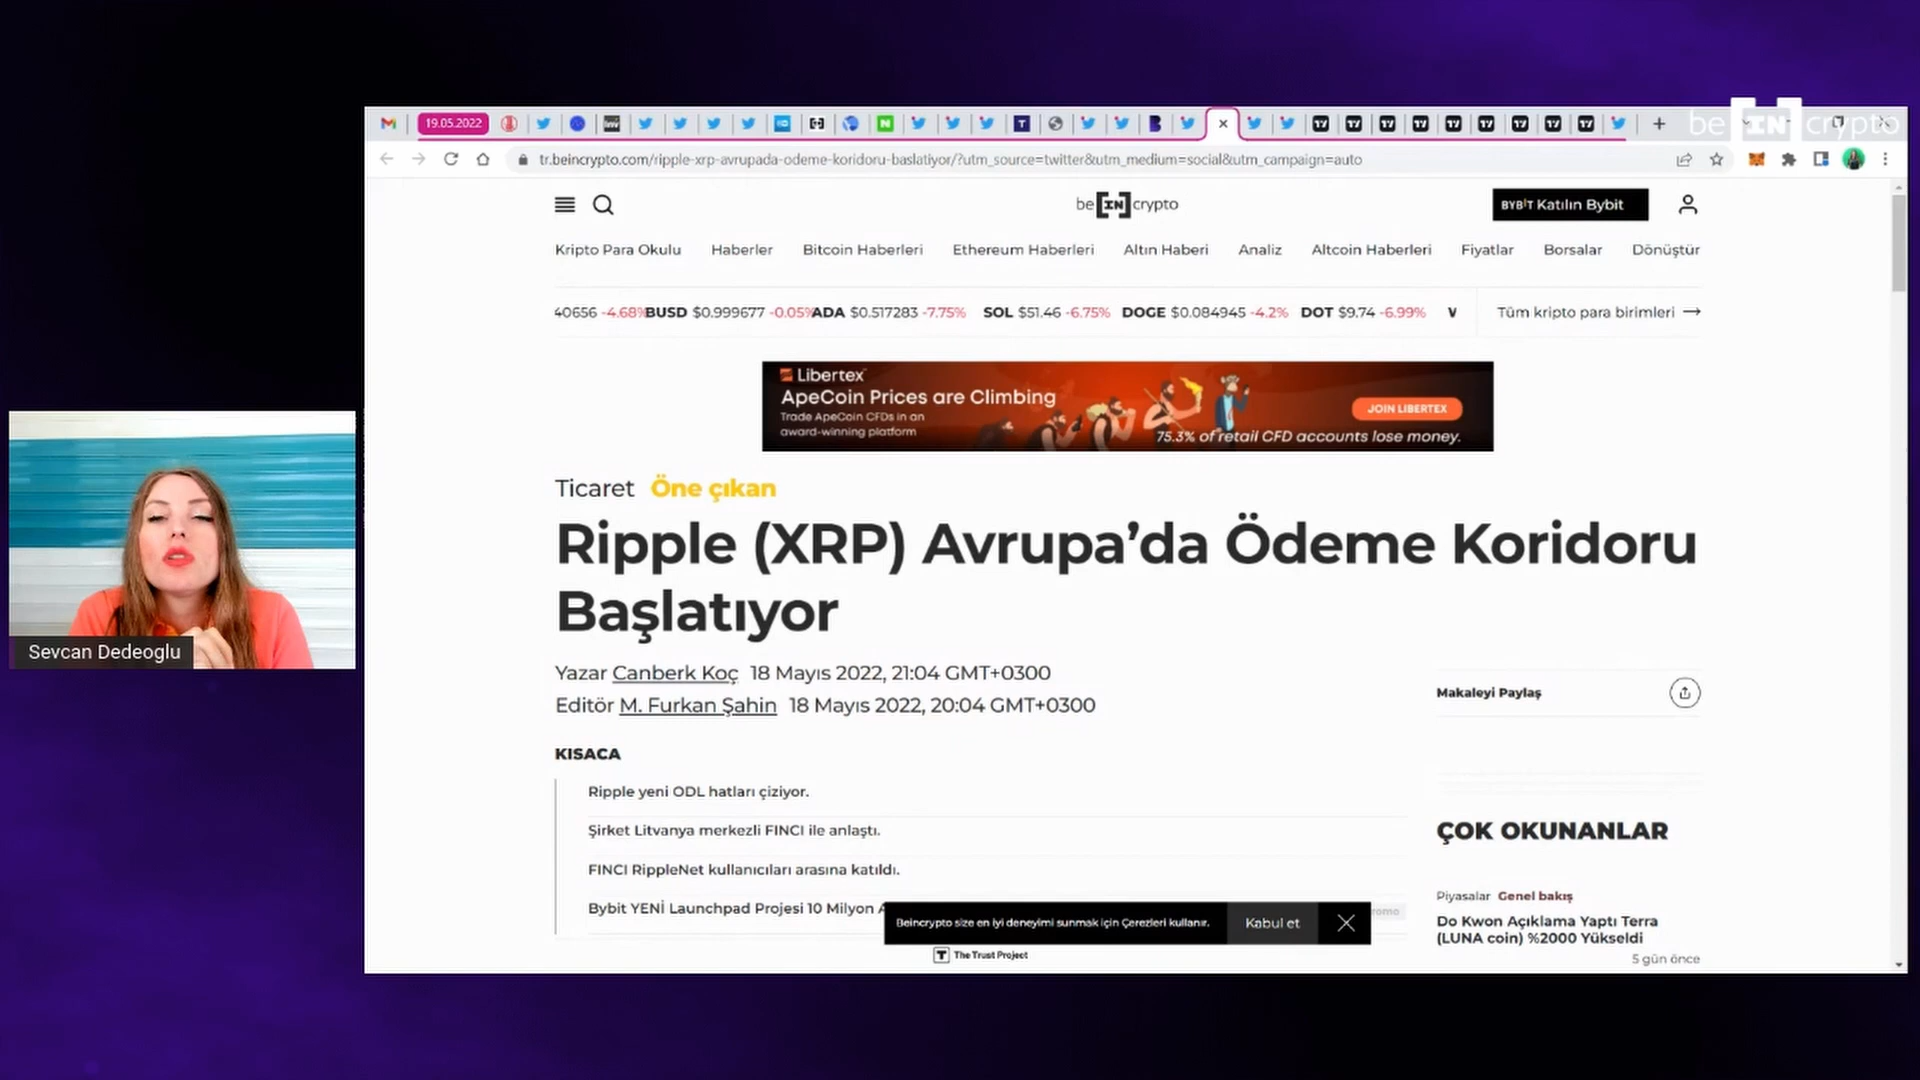 19.05.2022
be[IN]crypto
tr.beincrypto.com/ripple-xrp-avrupada-odeme-koridoru-baslatiyor/?utm_source=twitter&utm_medium=social&utm_campaign=auto
be[IN]crypto
BYBIT Katılın Bybit
Kripto Para Okulu Haberler Bitcoin Haberleri Ethereum Haberleri Altın Haberi Analiz Altcoin Haberleri Fiyatlar Borsalar Dönüştür
40656 -4.68% BUSD $0.999677 -0.05% ADA $0.517283 -7.75% SOL $51.46 -6.75% DOGE $0.084945 -4.2% DOT $9.74 -6.99% Tüm kripto para birimleri →
Libertex
ApeCoin Prices are Climbing
Trade ApeCoin CFDs in an
award-winning platform
JOIN LIBERTEX
75.3% of retail CFD accounts lose money.
Ticaret Öne çıkan
Ripple (XRP) Avrupa’da Ödeme Koridoru
Başlatıyor
Yazar Canberk Koç 18 Mayıs 2022, 21:04 GMT+0300
Editör M. Furkan Şahin 18 Mayıs 2022, 20:04 GMT+0300
Makaleyi Paylaş
KISACA
Ripple yeni ODL hatları çiziyor.
Şirket Litvanya merkezli FINCI ile anlaştı.
FINCI RippleNet kullanıcıları arasına katıldı.
Bybit YENİ Launchpad Projesi 10 Milyon
Beincrypto size en iyi deneyimi sunmak için Çerezleri kullanır. Kabul et
The Trust Project
ÇOK OKUNANLAR
Piyasalar Genel bakış
Do Kwon Açıklama Yaptı Terra
(LUNA coin) %2000 Yükseldi
5 gün önce
Sevcan Dedeoglu